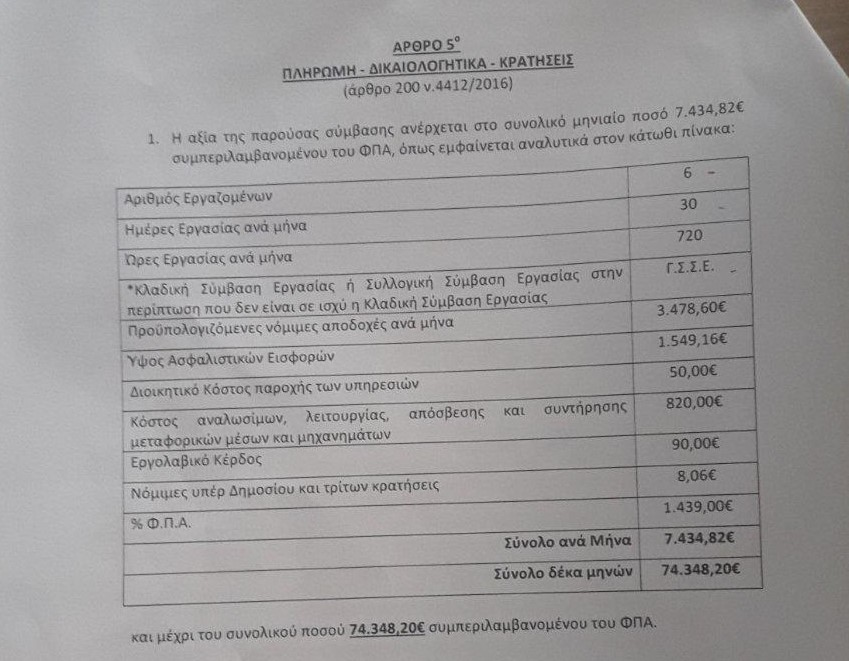 ΑΡΘΡΟ 5°
ΠΛΗΡΩΜΗ - ΔΙΚΑΙΟΛΟΓΗΤΙΚΑ - ΚΡΑΤΗΣΕΙΣ
(άρθρο 200 ν.4412/2016)
1. Η αξία της παρούσας σύμβασης ανέρχεται στο συνολικό μηνιαίο ποσό 7.434,82€
συμπεριλαμβανομένου του ΦΠΑ, όπως εμφαίνεται αναλυτικά στον κάτωθι πίνακα:
Αριθμός Εργαζομένων 6
Ημέρες Εργασίας ανά μήνα 30
Ώρες Εργασίας ανά μήνα 720
*Κλαδική Σύμβαση Εργασίας ή Συλλογική Σύμβαση Εργασίας στην Γ.Σ.Σ.Ε.
περίπτωση που δεν είναι σε ισχύ η Κλαδική Σύμβαση Εργασίας
Προϋπολογιζόμενες νόμιμες αποδοχές ανά μήνα 3.478,60€
Ύψος Ασφαλιστικών Εισφορών 1.549,16€
Διοικητικό Κόστος παροχής των υπηρεσιών 50,00€
Κόστος αναλωσίμων, λειτουργίας, απόσβεσης και συντήρησης 820,00€
μεταφορικών μέσων και μηχανημάτων
Εργολαβικό Κέρδος 90,00€
Νόμιμες υπέρ Δημοσίου και τρίτων κρατήσεις 8,06€
% Φ.Π.Α. 1.439,00€
Σύνολο ανά Μήνα 7.434,82€
Σύνολο δέκα μηνών 74.348,20€
και μέχρι του συνολικού ποσού 74.348,20€ συμπεριλαμβανομένου του ΦΠΑ.